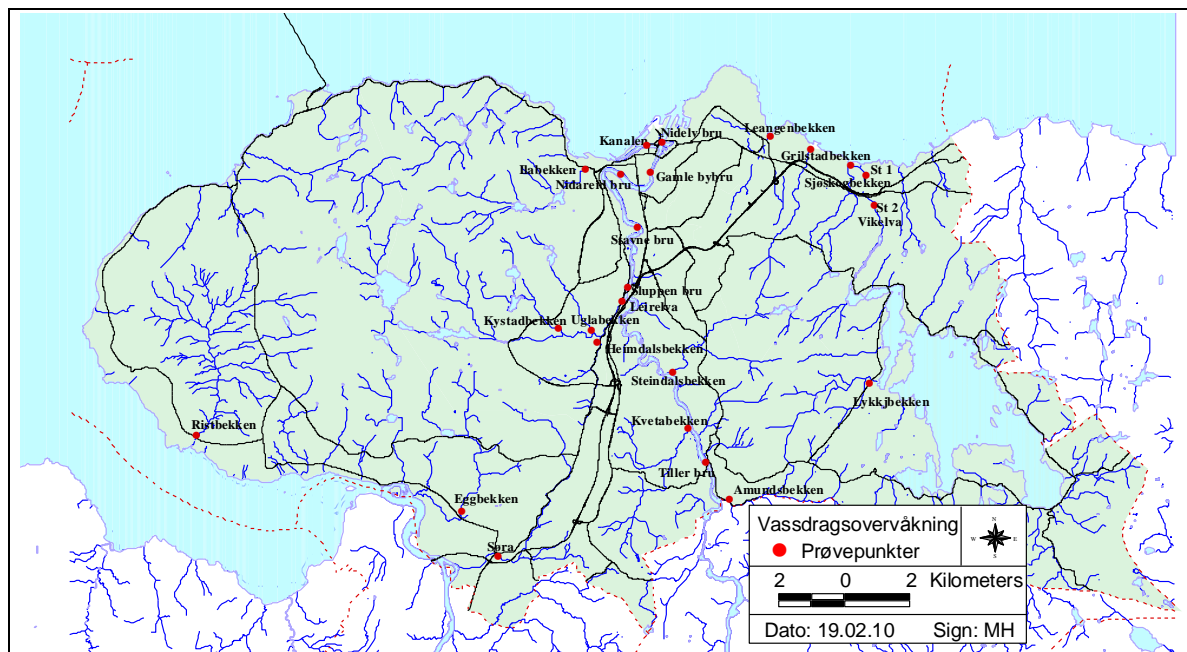 Nidelv bru
Leangenbekken
Kanalen
Grilstadbekken
Ilabekken
St 1
Nidareid bru
Gamle bybru
Sjøskogbekken
St 2
Vikelva
Stavne bru
Sluppen bru
Leirelva
Kystadbekken
Uglabekken
Heimdalsbekken
Steindalsbekken
Lykkjbekken
Ristbekken
Kvetabekken
Tiller bru
Eggbekken
Amundsbekken
Søra
Vassdragsovervåkning
Prøvepunkter
N
W
E
S
2 0 2 Kilometers
Dato: 19.02.10 Sign: MH